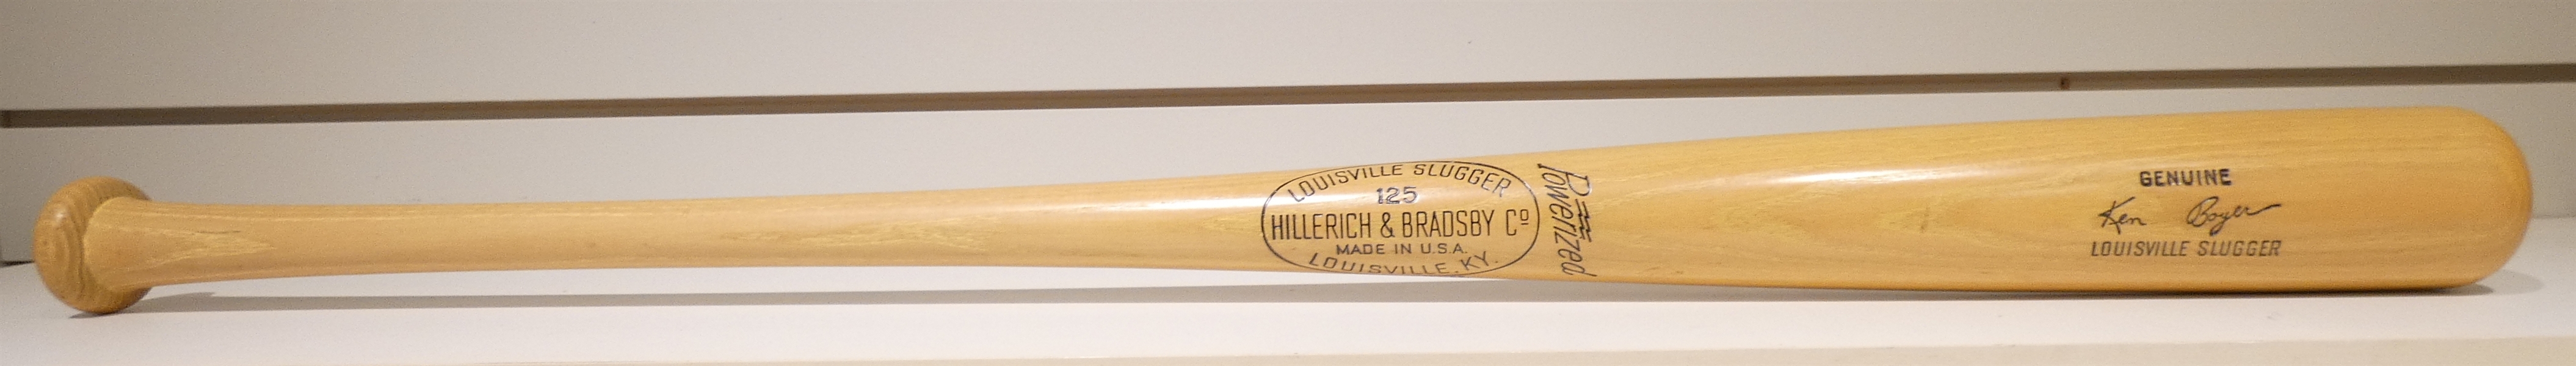 LOUISVILLE SLUGGER
125
HILLERICH & BRADSBY Cº
MADE IN U.S.A.
LOUISVILLE, KY.
Powerized
GENUINE
Ken Boyer
LOUISVILLE SLUGGER